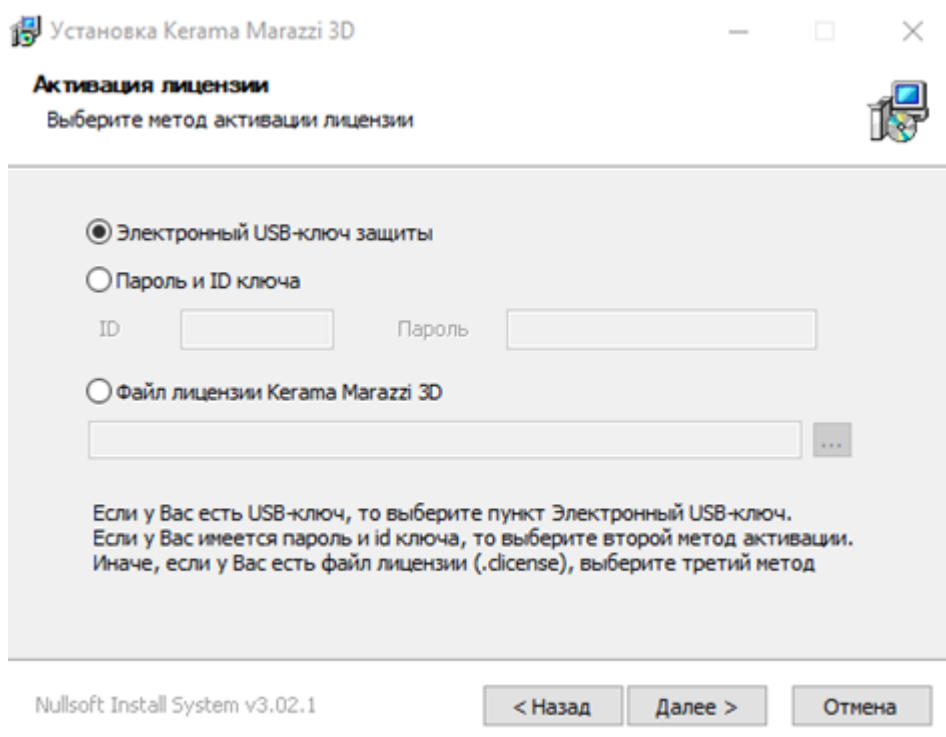 Установка Kerama Marazzi 3D
Активация лицензии
Выберите метод активации лицензии
Электронный USB-ключ защиты
Пароль и ID ключа
ID Пароль
Файл лицензии Kerama Marazzi 3D
...
Если у Вас есть USB-ключ, то выберите пункт Электронный USB-ключ.
Если у Вас имеется пароль и id ключа, то выберите второй метод активации.
Иначе, если у Вас есть файл лицензии (.clicense), выберите третий метод
Nullsoft Install System v3.02.1 < Назад Далее > Отмена